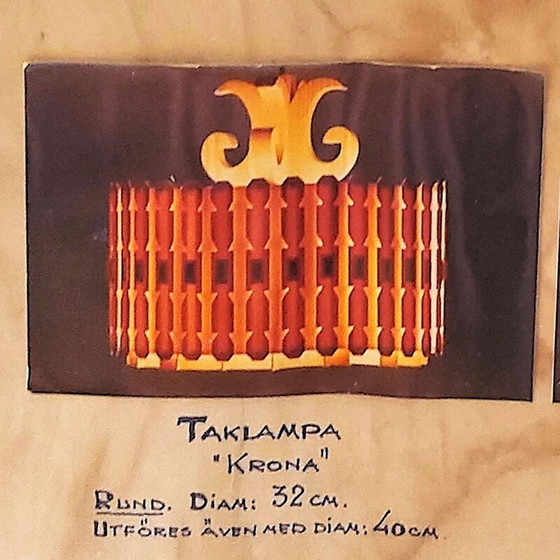 TAKLAMPA
"KRONA"
RUND. DIAM: 32 CM.
UTFÖRES ÄVEN MED DIAM: 40 CM